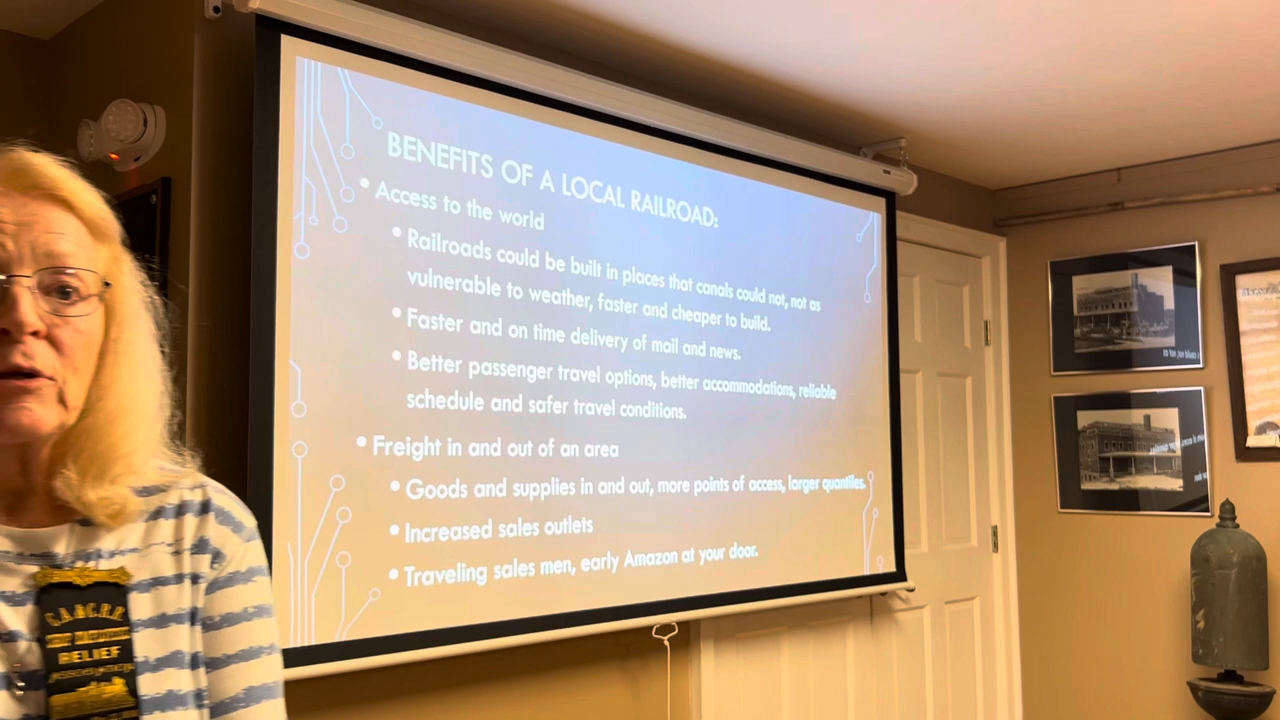 BENEFITS OF A LOCAL RAILROAD:
• Access to the world
• Railroads could be built in places that canals could not, not as
vulnerable to weather, faster and cheaper to build.
• Faster and on time delivery of mail and news.
• Better passenger travel options, better accommodations, reliable
schedule and safer travel conditions.
• Freight in and out of an area
• Goods and supplies in and out, more points of access, larger quantiles.
• Increased sales outlets
• Traveling sales men, early Amazon at your door.
RELIEF